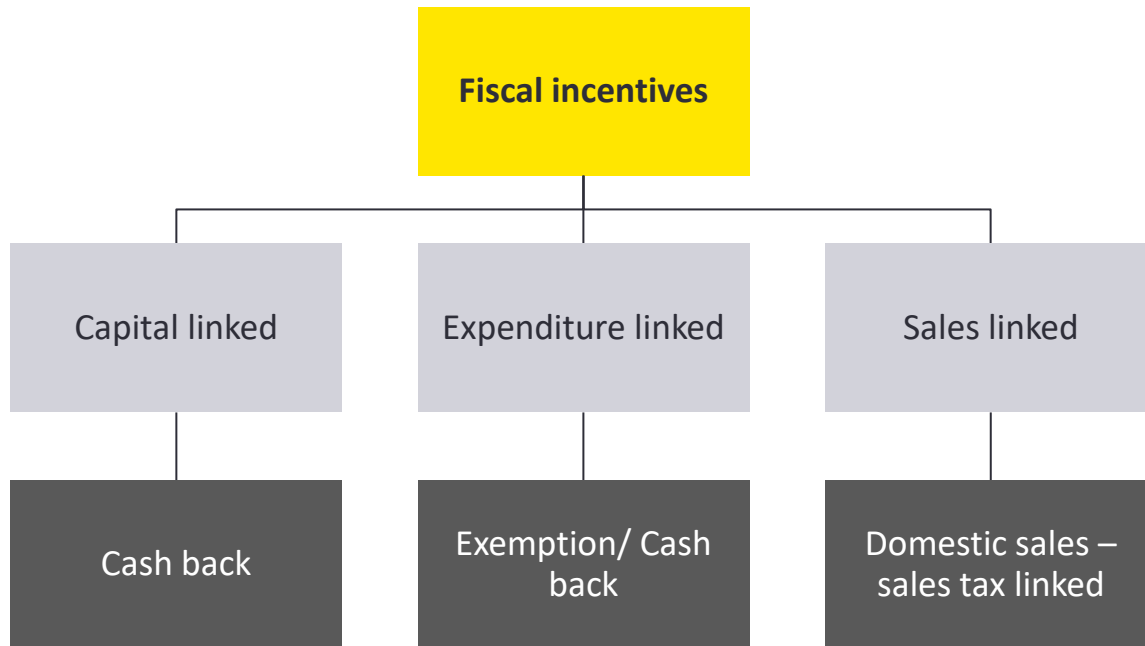 Fiscal incentives
Capital linked
Expenditure linked
Sales linked
Cash back
Exemption/ Cash
back
Domestic sales –
sales tax linked